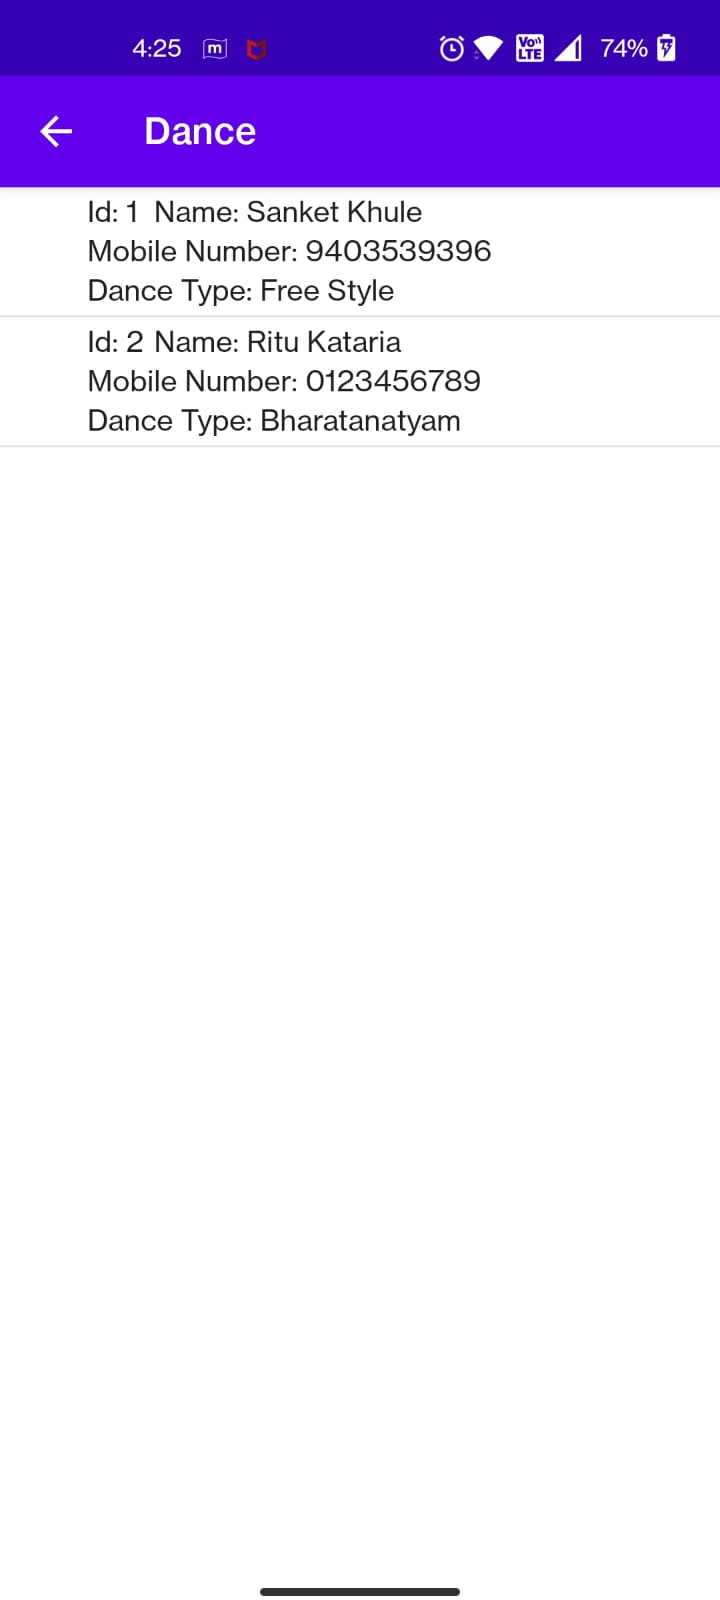 4:25 m VoLTE 74%
Dance
Id: 1 Name: Sanket Khule
Mobile Number: 9403539396
Dance Type: Free Style
Id: 2 Name: Ritu Kataria
Mobile Number: 0123456789
Dance Type: Bharatanatyam